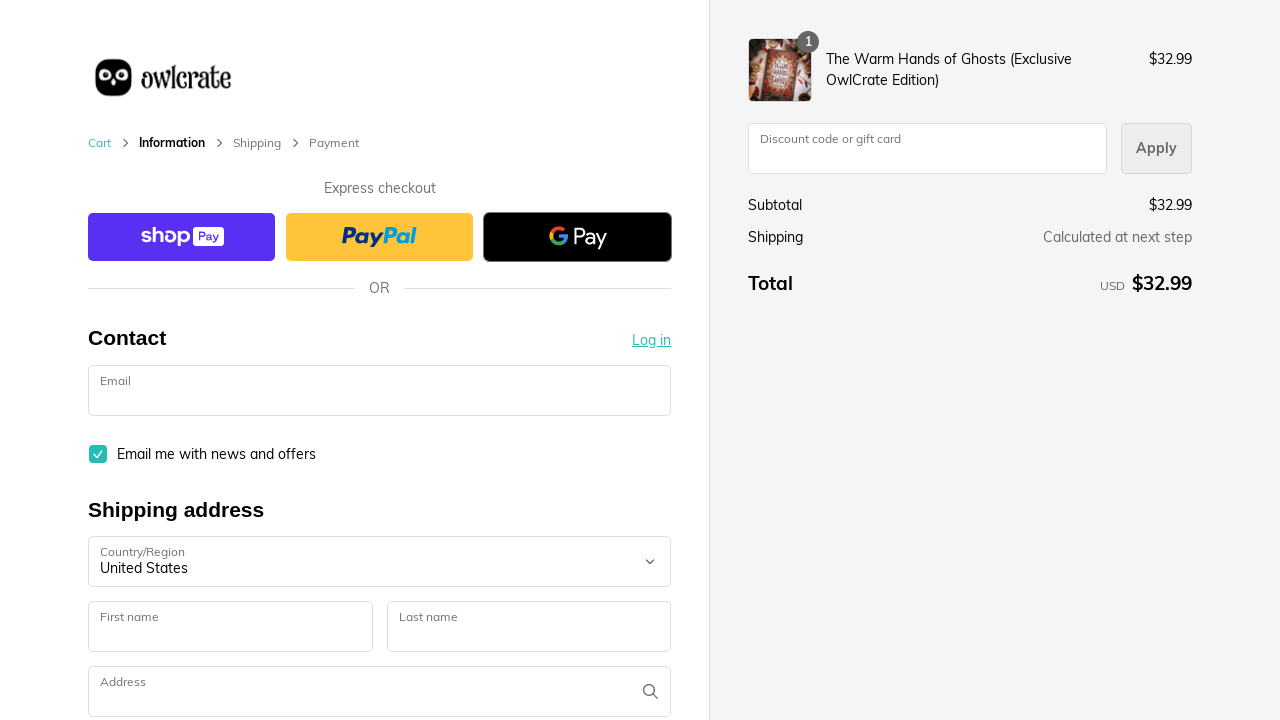 owlcrate
Cart
Information
Shipping
Payment
Express checkout
shop Pay
PayPal
G Pay
OR
Contact
Log in
Email
Email me with news and offers
Shipping address
Country/Region
United States
First name
Last name
Address
1
The Warm Hands of Ghosts (Exclusive
OwlCrate Edition)
$32.99
Discount code or gift card
Apply
Subtotal
$32.99
Shipping
Calculated at next step
Total
USD $32.99